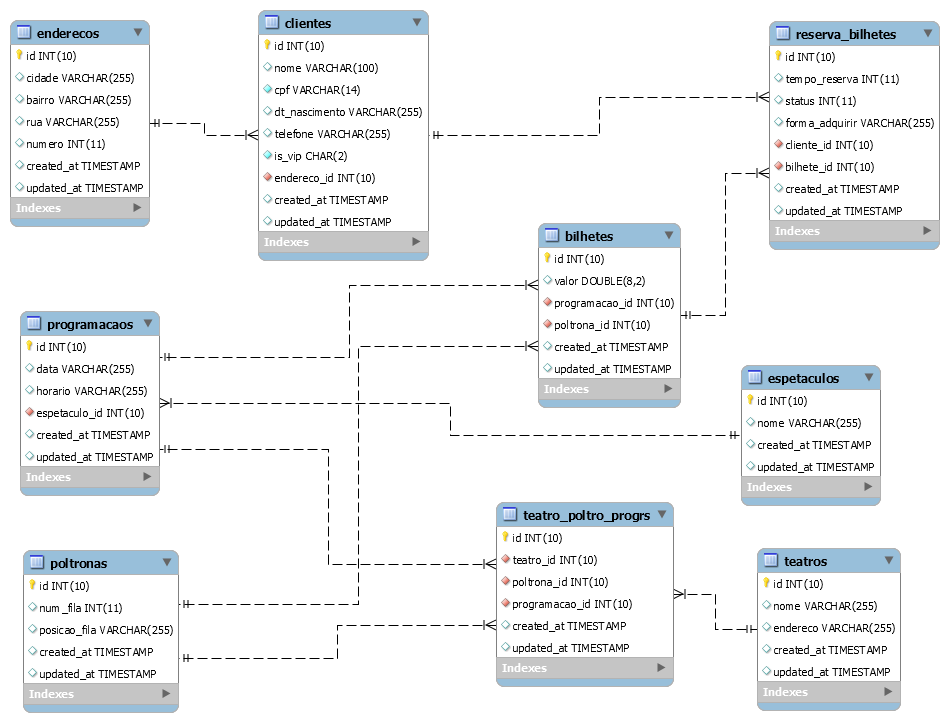 enderecos
id INT(10)
cidade VARCHAR(255)
bairro VARCHAR(255)
rua VARCHAR(255)
numero INT(11)
created_at TIMESTAMP
updated_at TIMESTAMP
Indexes
clientes
id INT(10)
nome VARCHAR(100)
cpf VARCHAR(14)
dt_nascimento VARCHAR(255)
telefone VARCHAR(255)
is_vip CHAR(2)
endereco_id INT(10)
created_at TIMESTAMP
updated_at TIMESTAMP
Indexes
reserva_bilhetes
id INT(10)
tempo_reserva INT(11)
status INT(11)
forma_adquirir VARCHAR(255)
cliente_id INT(10)
bilhete_id INT(10)
created_at TIMESTAMP
updated_at TIMESTAMP
Indexes
bilhetes
id INT(10)
valor DOUBLE(8,2)
programacao_id INT(10)
poltrona_id INT(10)
created_at TIMESTAMP
updated_at TIMESTAMP
Indexes
programacaos
id INT(10)
data VARCHAR(255)
horario VARCHAR(255)
espetaculo_id INT(10)
created_at TIMESTAMP
updated_at TIMESTAMP
Indexes
espetaculos
id INT(10)
nome VARCHAR(255)
created_at TIMESTAMP
updated_at TIMESTAMP
Indexes
teatro_poltro_progrs
id INT(10)
teatro_id INT(10)
poltrona_id INT(10)
programacao_id INT(10)
created_at TIMESTAMP
updated_at TIMESTAMP
Indexes
poltronas
id INT(10)
num_fila INT(11)
posicao_fila VARCHAR(255)
created_at TIMESTAMP
updated_at TIMESTAMP
Indexes
teatros
id INT(10)
nome VARCHAR(255)
endereco VARCHAR(255)
created_at TIMESTAMP
updated_at TIMESTAMP
Indexes